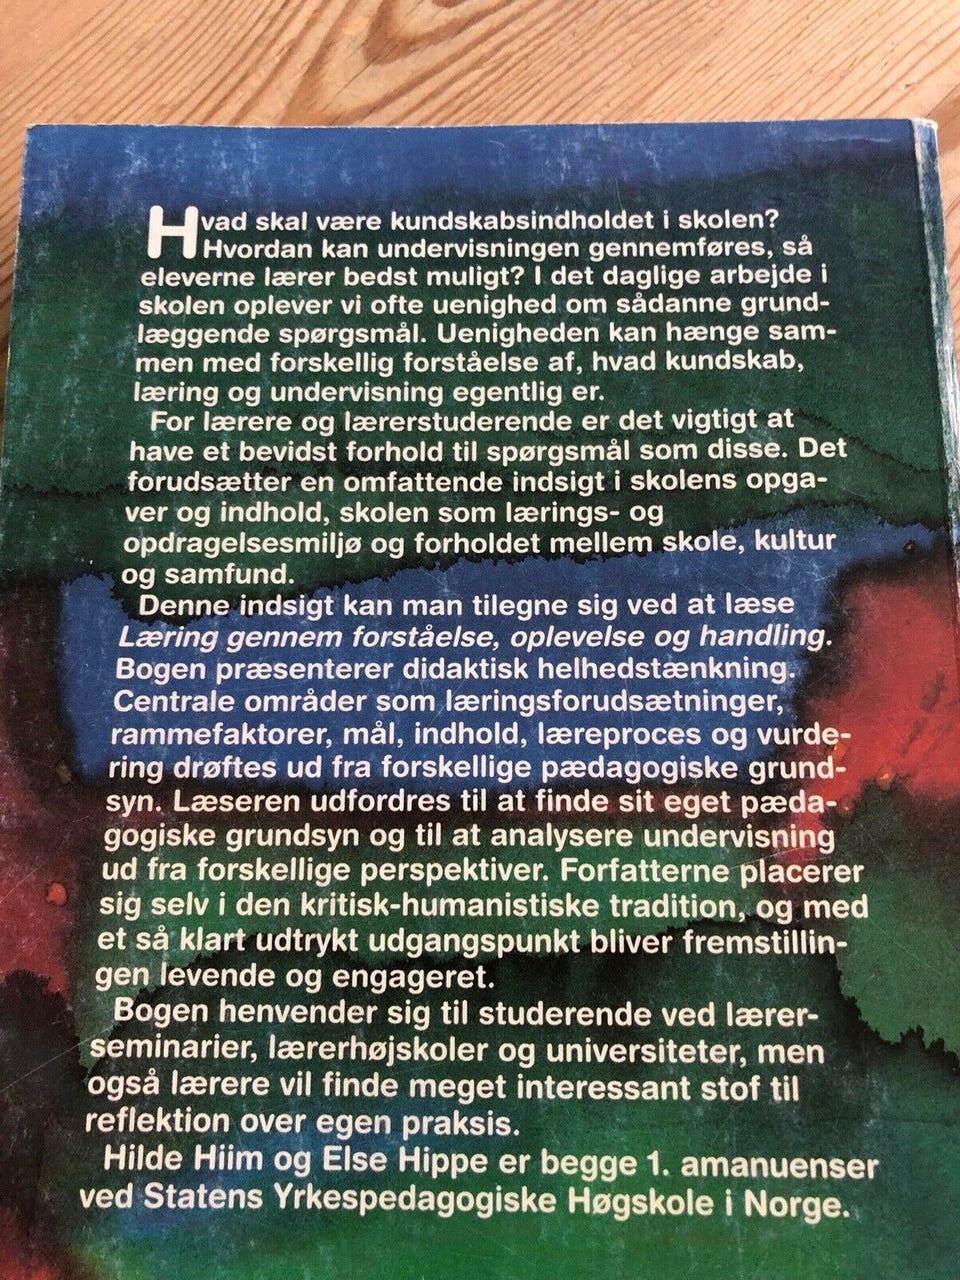 Hvad skal være kundskabsindholdet i skolen?
Hvordan kan undervisningen gennemføres, så
eleverne lærer bedst muligt? I det daglige arbejde i
skolen oplever vi ofte uenighed om sådanne grund-
læggende spørgsmål. Uenigheden kan hænge sam-
men med forskellig forståelse af, hvad kundskab,
læring og undervisning egentlig er.
For lærere og lærerstuderende er det vigtigt at
have et bevidst forhold til spørgsmål som disse. Det
forudsætter en omfattende indsigt i skolens opga-
ver og indhold, skolen som lærings- og
opdragelsesmiljø og forholdet mellem skole, kultur
og samfund.
Denne indsigt kan man tilegne sig ved at læse
Læring gennem forståelse, oplevelse og handling.
Bogen præsenterer didaktisk helhedstænkning.
Centrale områder som læringsforudsætninger,
rammefaktorer, mål, indhold, læreproces og vurde-
ring drøftes ud fra forskellige pædagogiske grund-
syn. Læseren udfordres til at finde sit eget pæda-
gogiske grundsyn og til at analysere undervisning
ud fra forskellige perspektiver. Forfatterne placerer
sig selv i den kritisk-humanistiske tradition, og med
et så klart udtrykt udgangspunkt bliver fremstillin-
gen levende og engageret.
Bogen henvender sig til studerende ved lærer-
seminarier, lærerhøjskoler og universiteter, men
også lærere vil finde meget interessant stof til
reflektion over egen praksis.
Hilde Hiim og Else Hippe er begge 1. amanuenser
ved Statens Yrkespedagogiske Høgskole i Norge.